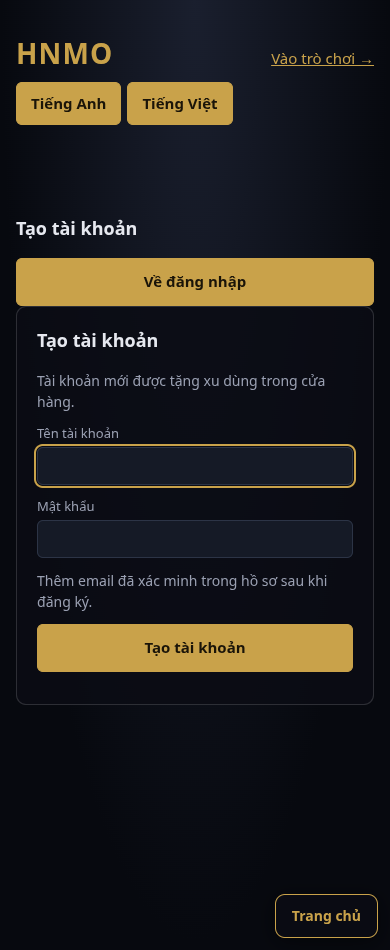 HNMO
Vào trò chơi →
Tiếng Anh
Tiếng Việt
Tạo tài khoản
Về đăng nhập
Tạo tài khoản
Tài khoản mới được tặng xu dùng trong cửa
hàng.
Tên tài khoản
Mật khẩu
Thêm email đã xác minh trong hồ sơ sau khi
đăng ký.
Tạo tài khoản
Trang chủ